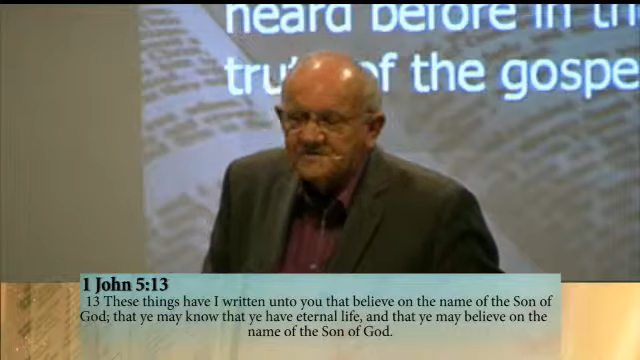 heard before in th
tru of the gospe
1 John 5:13
13 These things have I written unto you that believe on the name of the Son of
God; that ye may know that ye have eternal life, and that ye may believe on the
name of the Son of God.